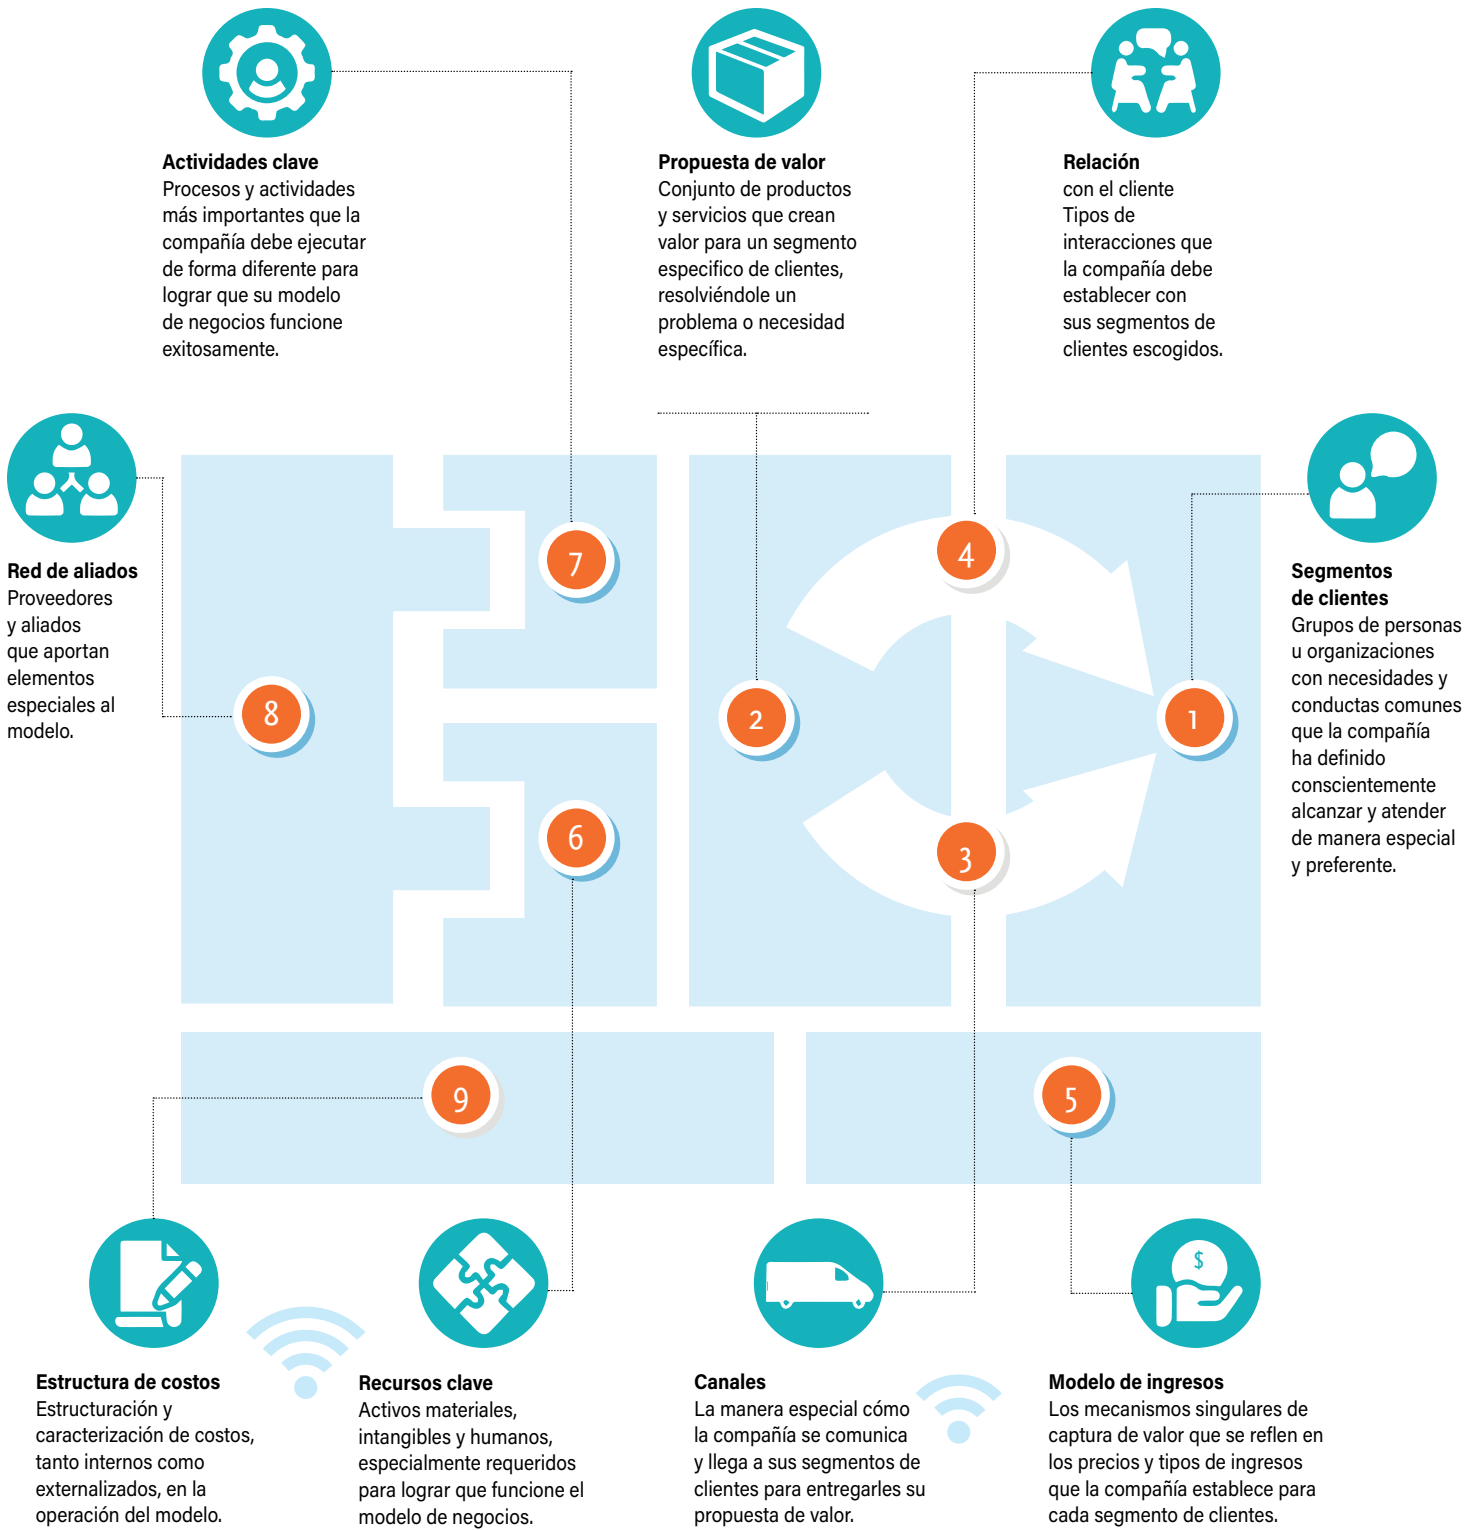 Actividades clave
Procesos y actividades
más importantes que la
compañía debe ejecutar
de forma diferente para
lograr que su modelo
de negocios funcione
exitosamente.
Propuesta de valor
Conjunto de productos
y servicios que crean
valor para un segmento
especifico de clientes,
resolviéndole un
problema o necesidad
específica.
Relación
con el cliente
Tipos de
interacciones que
la compañía debe
establecer con
sus segmentos de
clientes escogidos.
Red de aliados
Proveedores
y aliados
que aportan
elementos
especiales al
modelo.
Segmentos
de clientes
Grupos de personas
u organizaciones
con necesidades y
conductas comunes
que la compañía
ha definido
conscientemente
alcanzar y atender
de manera especial
y preferente.
7
4
8
2
1
6
3
9
5
$
Estructura de costos
Estructuración y
caracterización de costos,
tanto internos como
externalizados, en la
operación del modelo.
Recursos clave
Activos materiales,
intangibles y humanos,
especialmente requeridos
para lograr que funcione el
modelo de negocios.
Canales
La manera especial cómo
la compañía se comunica
y llega a sus segmentos de
clientes para entregarles su
propuesta de valor.
Modelo de ingresos
Los mecanismos singulares de
captura de valor que se reflen en
los precios y tipos de ingresos
que la compañía establece para
cada segmento de clientes.